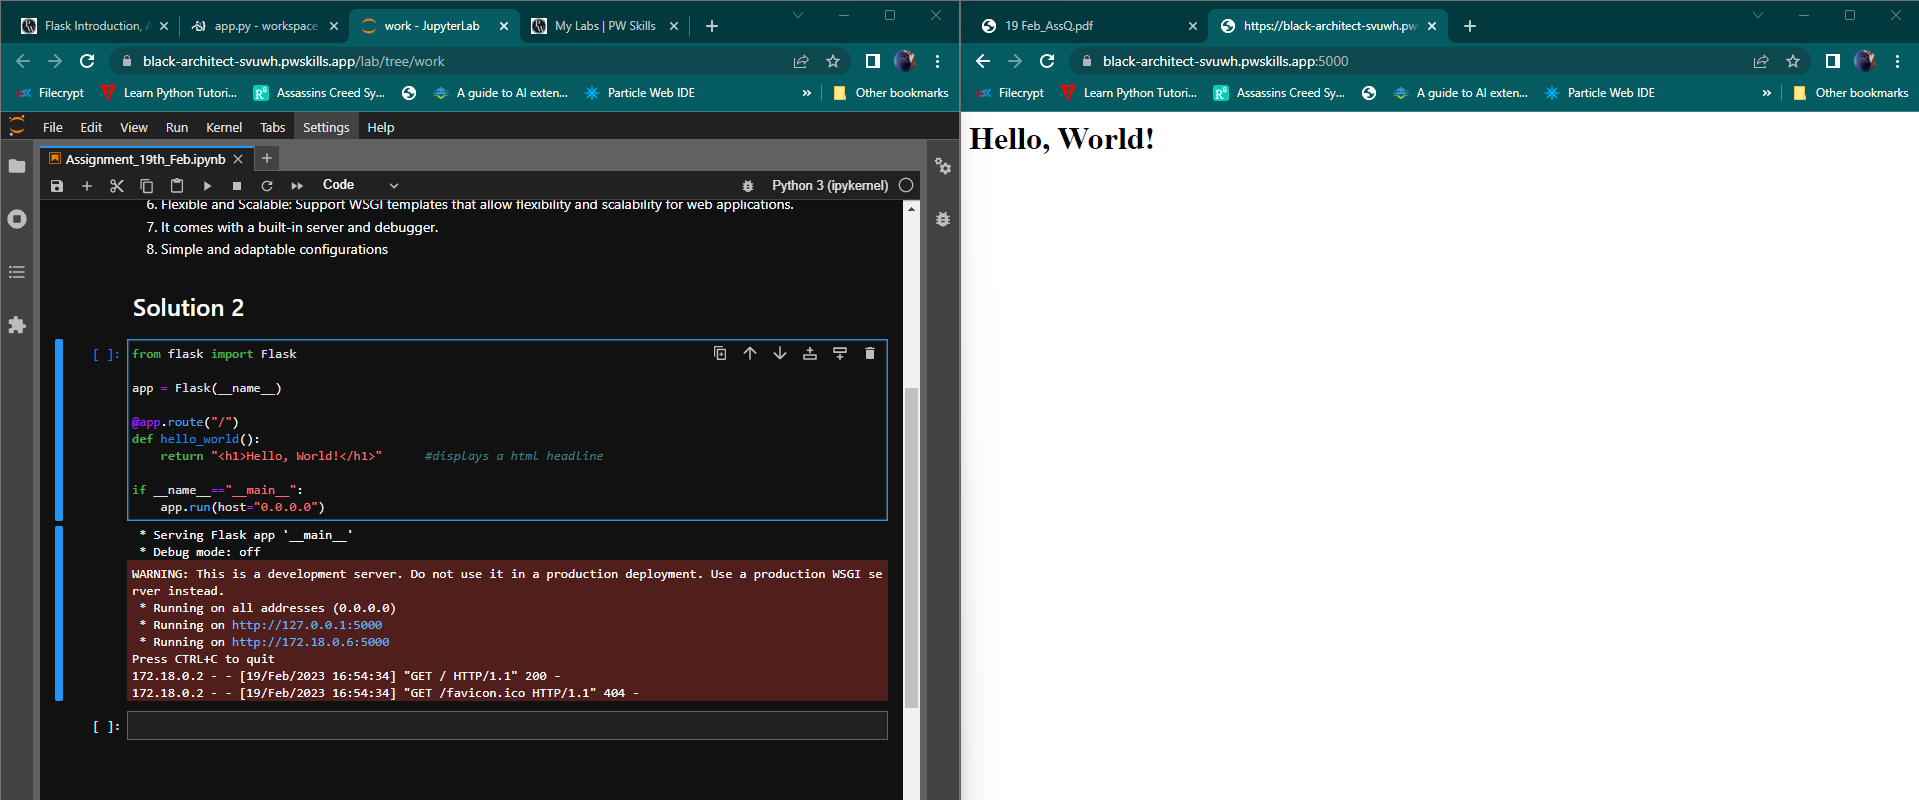 Flask Introduction, A
app.py - workspace
work - JupyterLab
My Labs | PW Skills
black-architect-svuwh.pwskills.app/lab/tree/work
Filecrypt
Learn Python Tutori...
Assassins Creed Sy...
A guide to AI exten...
Particle Web IDE
»
Other bookmarks
File Edit View Run Kernel Tabs Settings Help
Assignment_19th_Feb.ipynb
Code
Python 3 (ipykernel)
6. Flexible and Scalable: Support WSGI templates that allow flexibility and scalability for web applications.
7. It comes with a built-in server and debugger.
8. Simple and adaptable configurations
Solution 2
[ ]:
from flask import Flask
app = Flask(__name__)
@app.route("/")
def hello_world():
    return "<h1>Hello, World!</h1>"      #displays a html headline
if __name__=="__main__":
    app.run(host="0.0.0.0")
 * Serving Flask app '__main__'
 * Debug mode: off
WARNING: This is a development server. Do not use it in a production deployment. Use a production WSGI se
rver instead.
 * Running on all addresses (0.0.0.0)
 * Running on http://127.0.0.1:5000
 * Running on http://172.18.0.6:5000
Press CTRL+C to quit
172.18.0.2 - - [19/Feb/2023 16:54:34] "GET / HTTP/1.1" 200 -
172.18.0.2 - - [19/Feb/2023 16:54:34] "GET /favicon.ico HTTP/1.1" 404 -
[ ]:
19 Feb_AssQ.pdf
https://black-architect-svuwh.pw
black-architect-svuwh.pwskills.app:5000
Filecrypt
Learn Python Tutori...
Assassins Creed Sy...
A guide to AI exten...
Particle Web IDE
»
Other bookmarks
Hello, World!